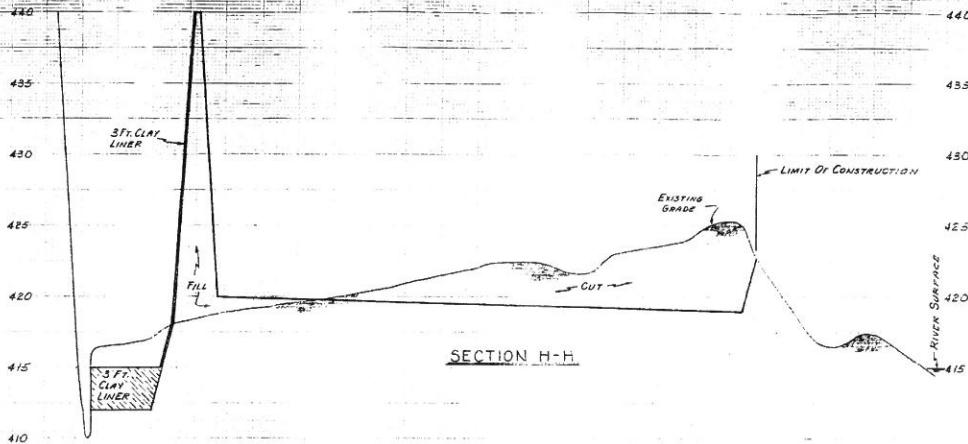 440
440
435
435
3 FT. CLAY
LINER
430
430
LIMIT OF CONSTRUCTION
EXISTING
GRADE
425
425
FILL
CUT
420
420
RIVER SURFACE
SECTION H-H
415
415
3 FT.
CLAY
LINER
410